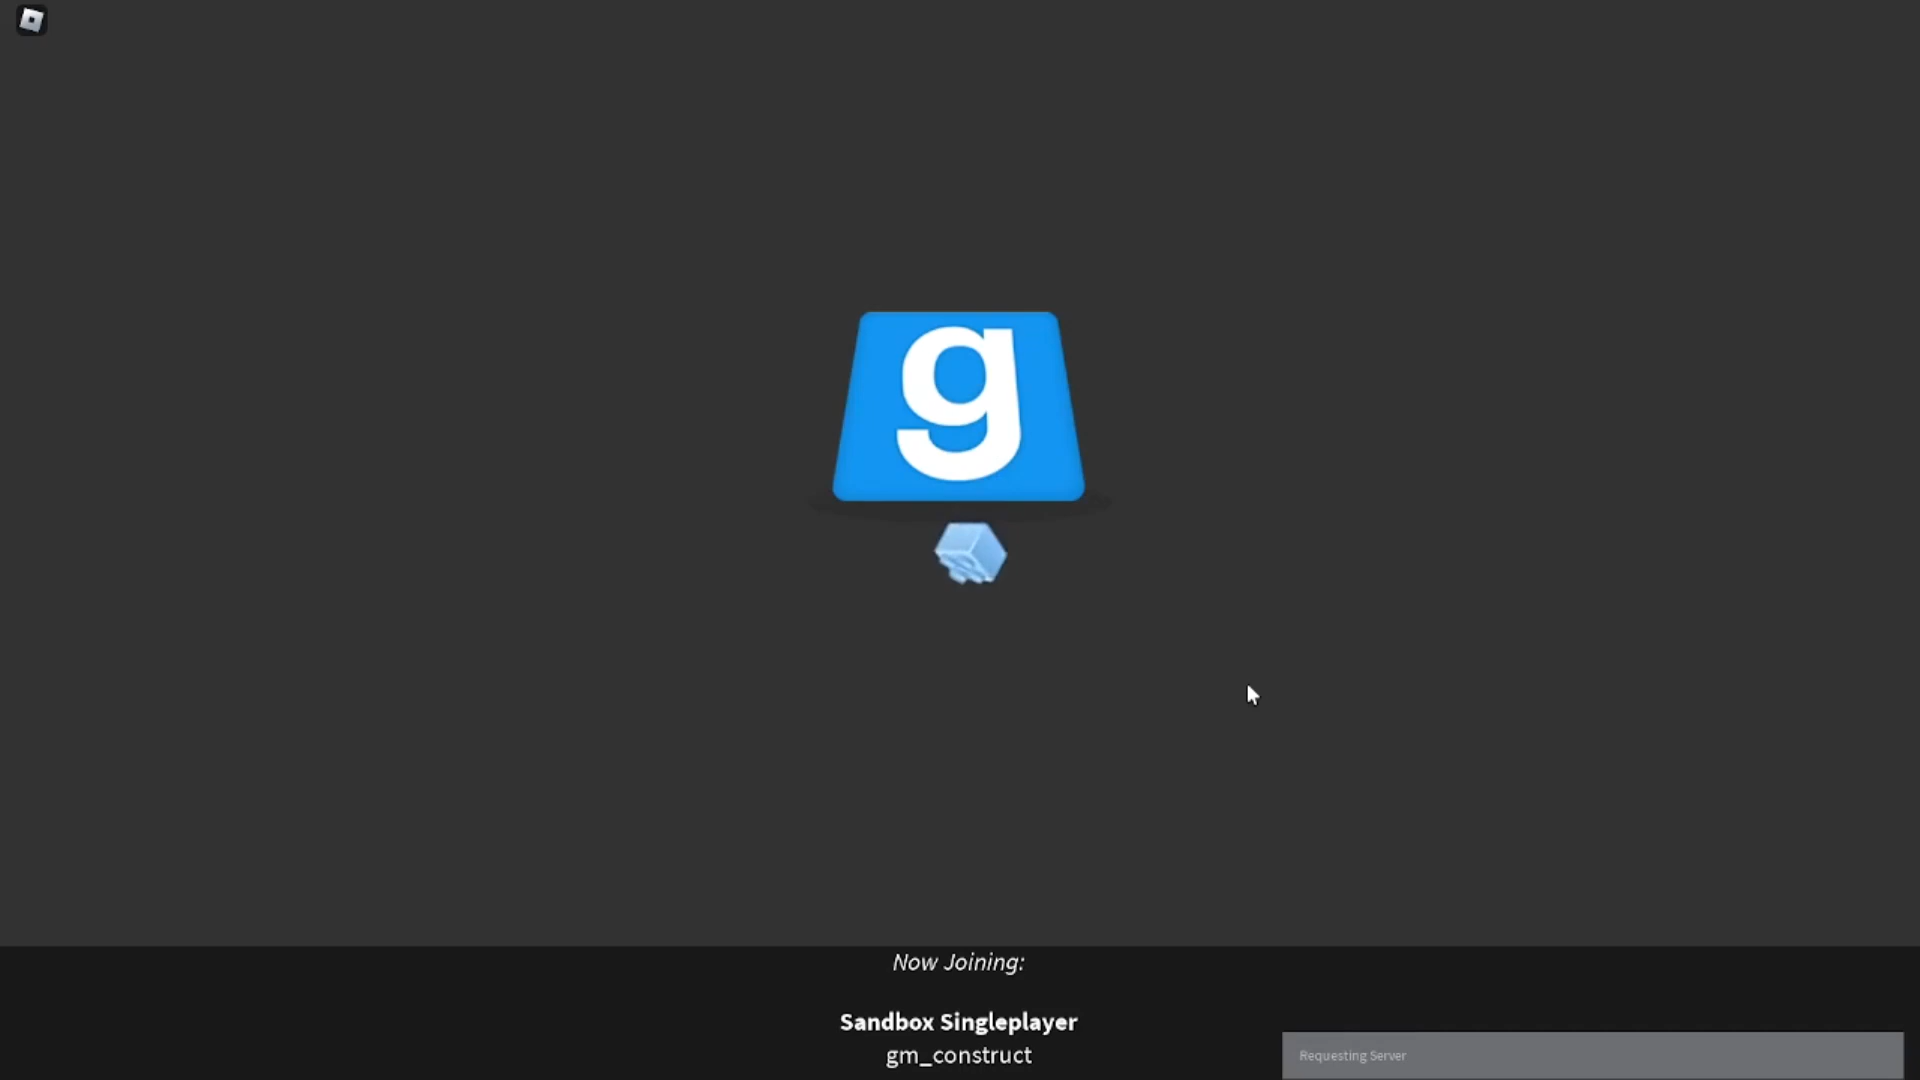 g
Now Joining:
Sandbox Singleplayer
gm_construct
Requesting Server